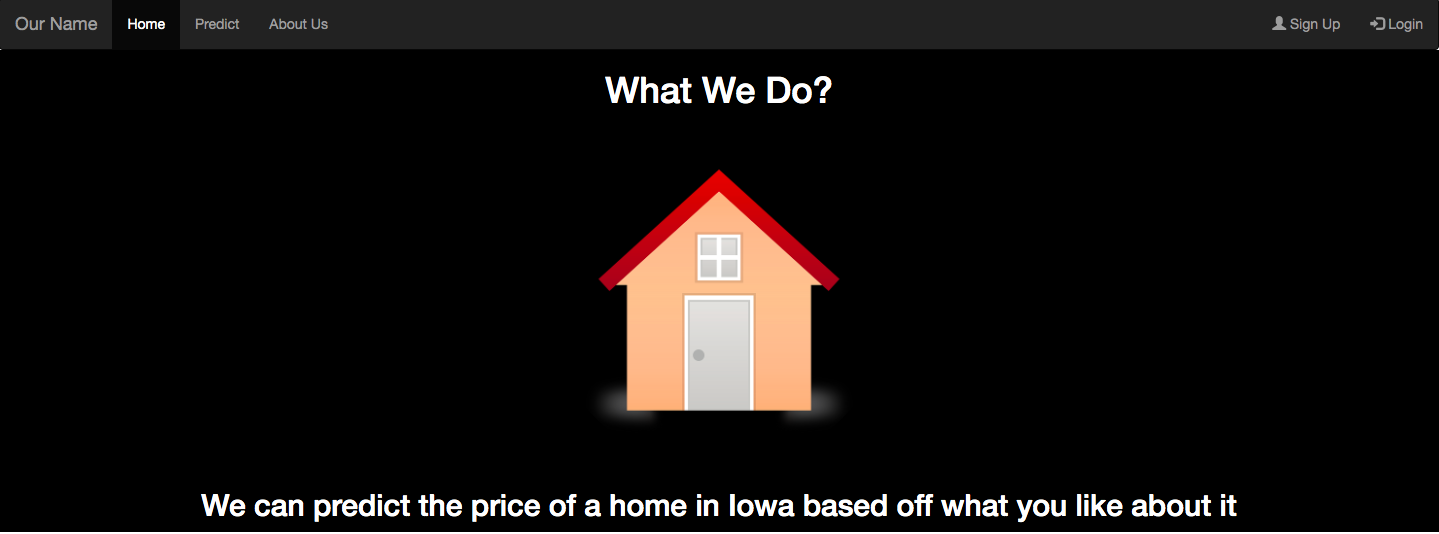 Our Name Home Predict About Us Sign Up Login
What We Do?
We can predict the price of a home in Iowa based off what you like about it